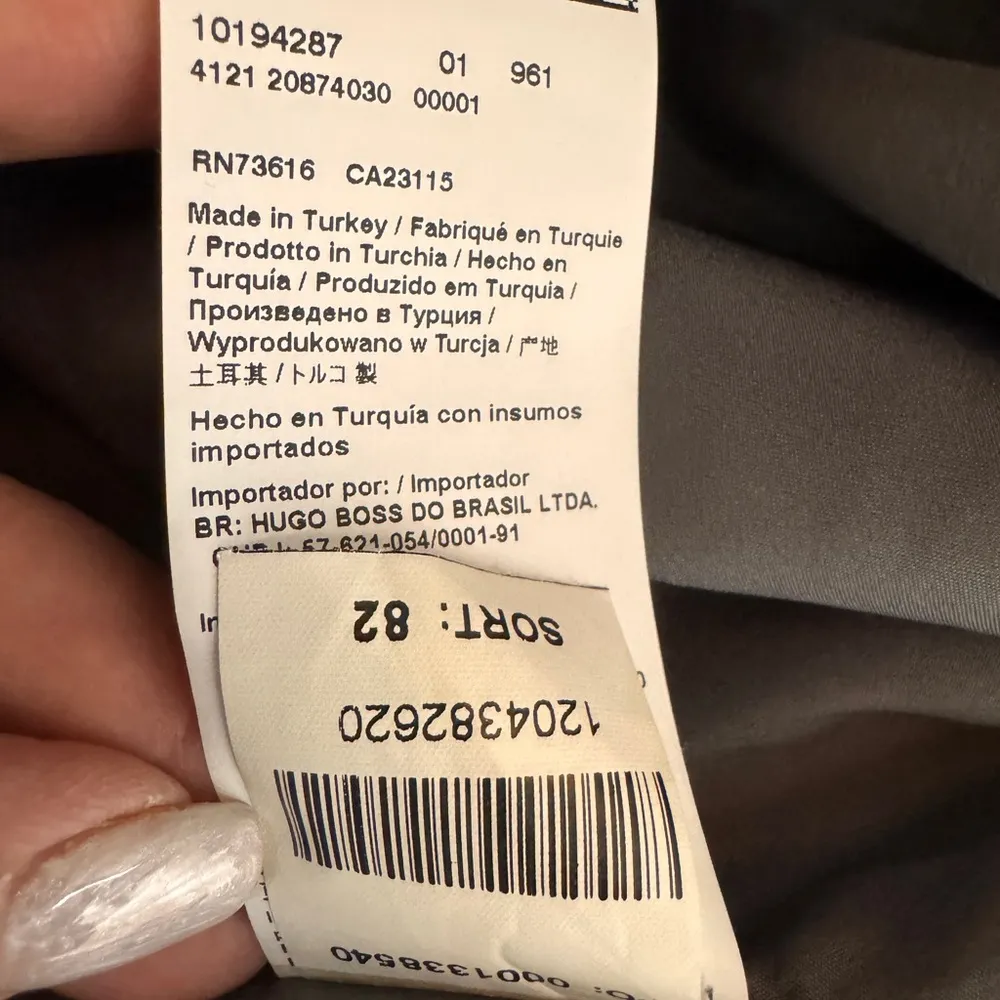 10194287 01 961
4121 20874030 00001
RN73616 CA23115
Made in Turkey / Fabriqué en Turquie
/ Prodotto in Turchia / Hecho en
Turquía / Produzido em Turquia /
Произведено в Турция /
Wyprodukowano w Turcja / 产地
土耳其 / トルコ 製
Hecho en Turquía con insumos
importados
Importador por: / Importador
BR: HUGO BOSS DO BRASIL LTDA.
57-621-054/0001-91
SORT: 82
1204382620
0001338540